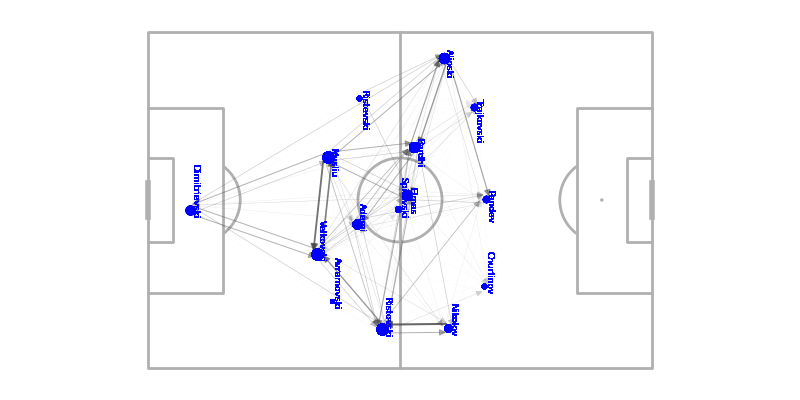 Alioski
Trajkovski
Ristevski
Bardhi
Musliu
Dimitrievski
Spirovski
Elmas
Ademi
Pandev
Velkovski
Avramovski
Churlinov
Ristovski
Nikolov